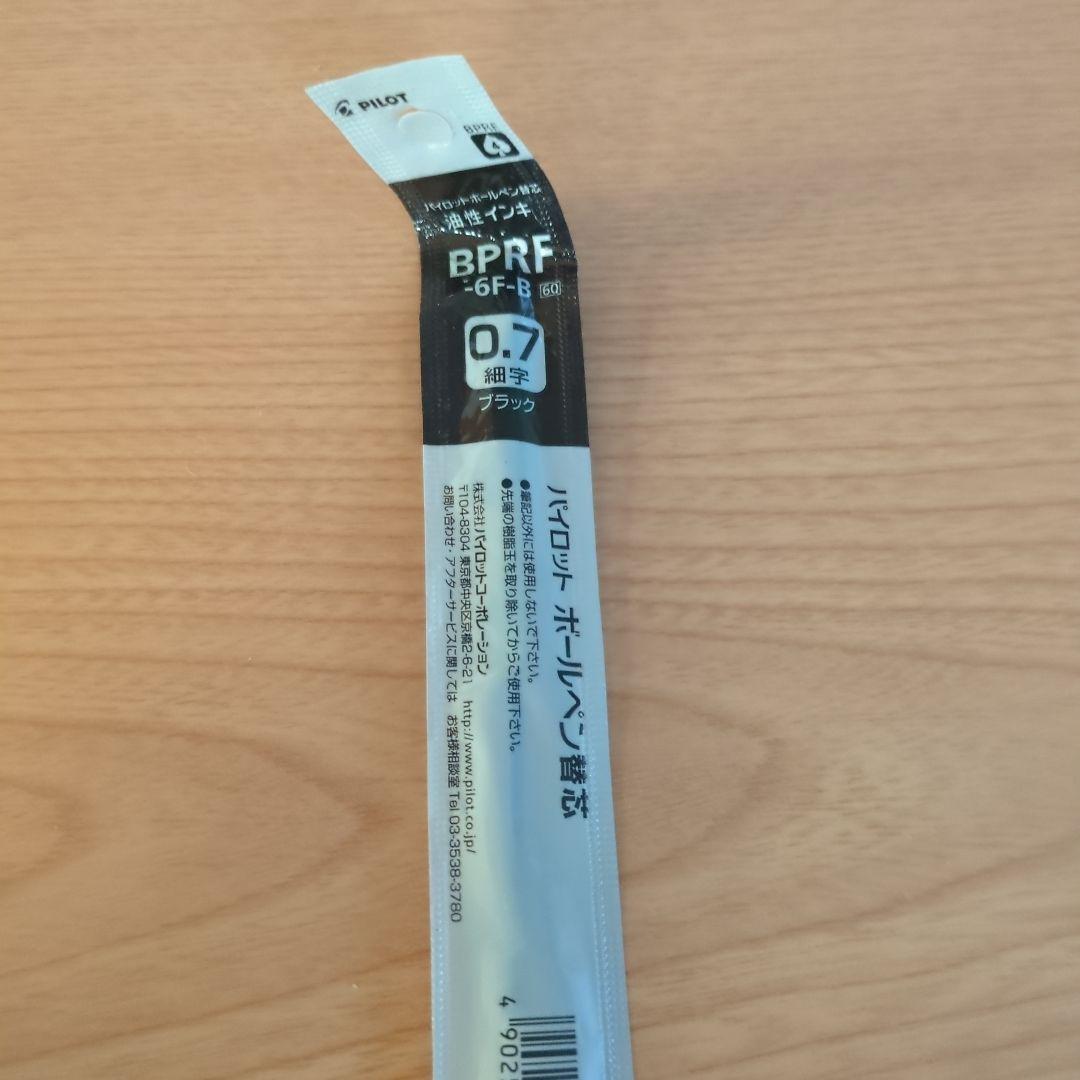 PILOT
BPRF
4
パイロットボールペン替芯
油性インキ
BPRF
-6F-B 60
0.7
細字
ブラック
パイロット ボールペン替芯
●筆記以外には使用しないで下さい。
●先端の樹脂玉を取り除いてからご使用下さい。
株式会社パイロットコーポレーション
〒104-8304 東京都中央区京橋2-6-21 http://www.pilot.co.jp/
お問い合わせ・アフターサービスに関しては お客様相談室 Tel 03-3538-3780
4 902